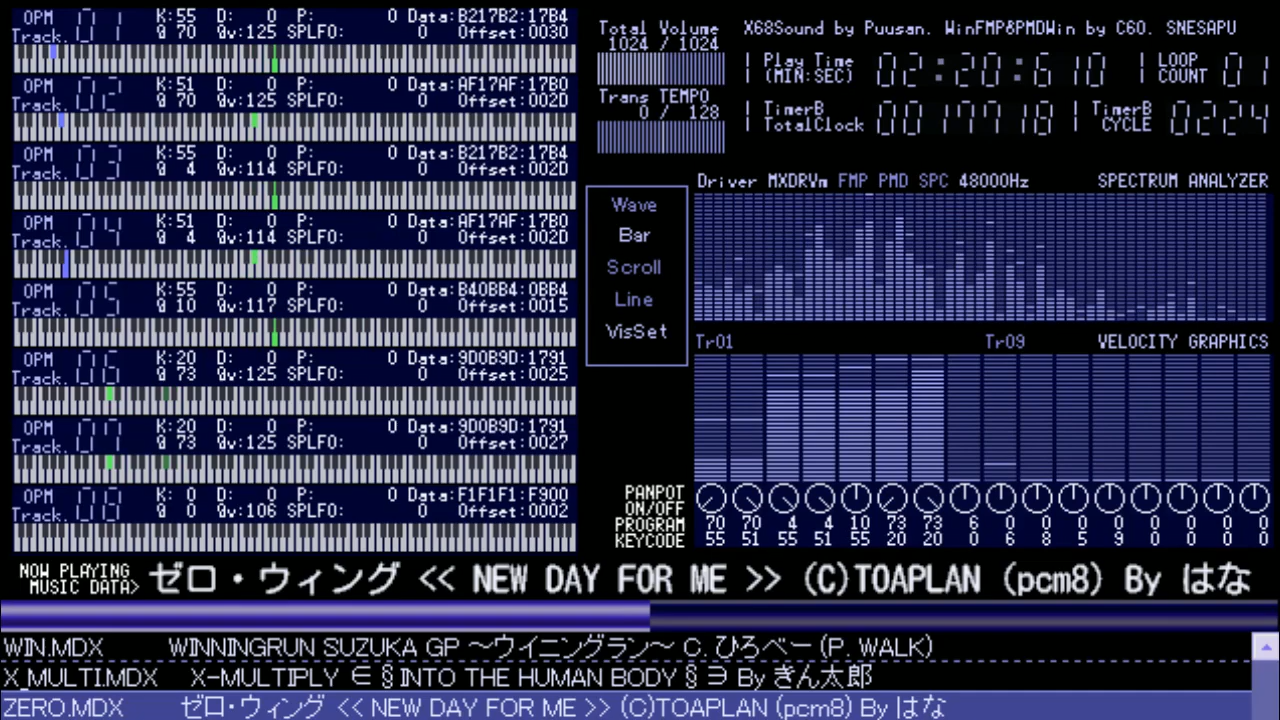 OPM K:55 D: 0 P: 0 Data:B217B2:17B4
Track. 01 @ 70 @v:125 SPLFO: 0 Offset:0030
OPM K:51 D: 0 P: 0 Data:AF17AF:17B0
Track. 02 @ 70 @v:125 SPLFO: 0 Offset:002D
OPM K:55 D: 0 P: 0 Data:B217B2:17B4
Track. 03 @ 4 @v:114 SPLFO: 0 Offset:002D
OPM K:51 D: 0 P: 0 Data:AF17AF:17B0
Track. 04 @ 4 @v:114 SPLFO: 0 Offset:002D
OPM K:55 D: 0 P: 0 Data:B40BB4:0BB4
Track. 05 @ 10 @v:117 SPLFO: 0 Offset:0015
OPM K:20 D: 0 P: 0 Data:9D0B9D:1791
Track. 06 @ 73 @v:125 SPLFO: 0 Offset:0025
OPM K:20 D: 0 P: 0 Data:9D0B9D:1791
Track. 07 @ 73 @v:125 SPLFO: 0 Offset:0027
OPM K: 0 D: 0 P: 0 Data:F1F1F1:F900
Track. 08 @ 0 @v:106 SPLFO: 0 Offset:0002
Total Volume
1024 / 1024
Trans TEMPO
0 / 128
X68Sound by Puusan. WinFMP&PMDWin by C60. SNESAPU
Play Time (MIN:SEC) 02:20:610
LOOP COUNT 01
TimerB TotalClock 0017718
TimerB CYCLE 0224
Wave
Bar
Scroll
Line
VisSet
Driver MXDRVm FMP PMD SPC 48000Hz SPECTRUM ANALYZER
Tr01 Tr09 VELOCITY GRAPHICS
PANPOT
ON/OFF
PROGRAM 70 70 4 4 10 73 73 6 6 6 6 6 0 0 0 0
KEYCODE 55 51 55 51 55 20 20 0 6 8 5 9 0 0 0 0
NOW PLAYING
MUSIC DATA> ゼロ・ウィング << NEW DAY FOR ME >> (C)TOAPLAN (pcm8) By はな
WIN.MDX WINNINGRUN SUZUKA GP ～ウイニングラン～ C. ひろべー (P. WALK)
X_MULTI.MDX X-MULTIPLY ∈ § INTO THE HUMAN BODY § ∋ By きん太郎
ZERO.MDX ゼロ・ウィング << NEW DAY FOR ME >> (C)TOAPLAN (pcm8) By はな